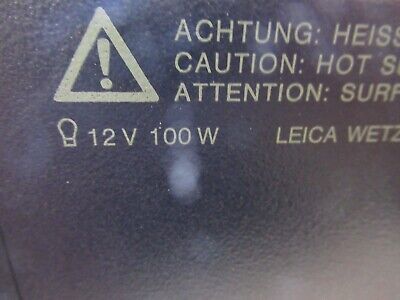 ACHTUNG: HEISS
CAUTION: HOT
ATTENTION: SURF
12 V 100 W LEICA WETZ